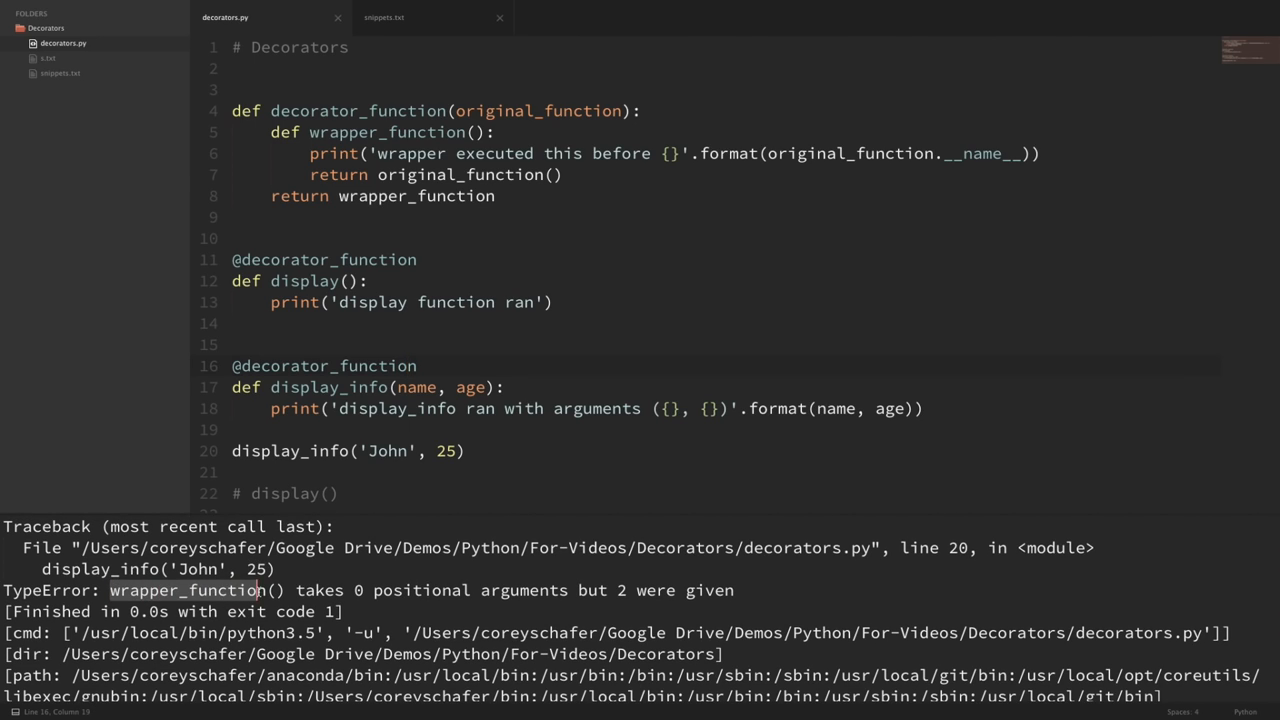 FOLDERS
Decorators
decorators.py
s.txt
snippets.txt
decorators.py
snippets.txt
1 # Decorators
2
3
4 def decorator_function(original_function):
5     def wrapper_function():
6         print('wrapper executed this before {}'.format(original_function.__name__))
7         return original_function()
8     return wrapper_function
9
10
11 @decorator_function
12 def display():
13     print('display function ran')
14
15
16 @decorator_function
17 def display_info(name, age):
18     print('display_info ran with arguments ({}, {})'.format(name, age))
19
20 display_info('John', 25)
21
22 # display()
Traceback (most recent call last):
  File "/Users/coreyschafer/Google Drive/Demos/Python/For-Videos/Decorators/decorators.py", line 20, in <module>
    display_info('John', 25)
TypeError: wrapper_function() takes 0 positional arguments but 2 were given
[Finished in 0.0s with exit code 1]
[cmd: ['/usr/local/bin/python3.5', '-u', '/Users/coreyschafer/Google Drive/Demos/Python/For-Videos/Decorators/decorators.py']]
[dir: /Users/coreyschafer/Google Drive/Demos/Python/For-Videos/Decorators]
[path: /Users/coreyschafer/anaconda/bin:/usr/local/bin:/usr/bin:/bin:/usr/sbin:/sbin:/usr/local/git/bin:/usr/local/opt/coreutils/
libexec/gnubin:/usr/local/sbin:/Users/coreyschafer/anaconda/bin:/usr/local/bin:/usr/bin:/bin:/usr/sbin:/sbin:/usr/local/git/bin]
Line 16, Column 19
Spaces: 4
Python